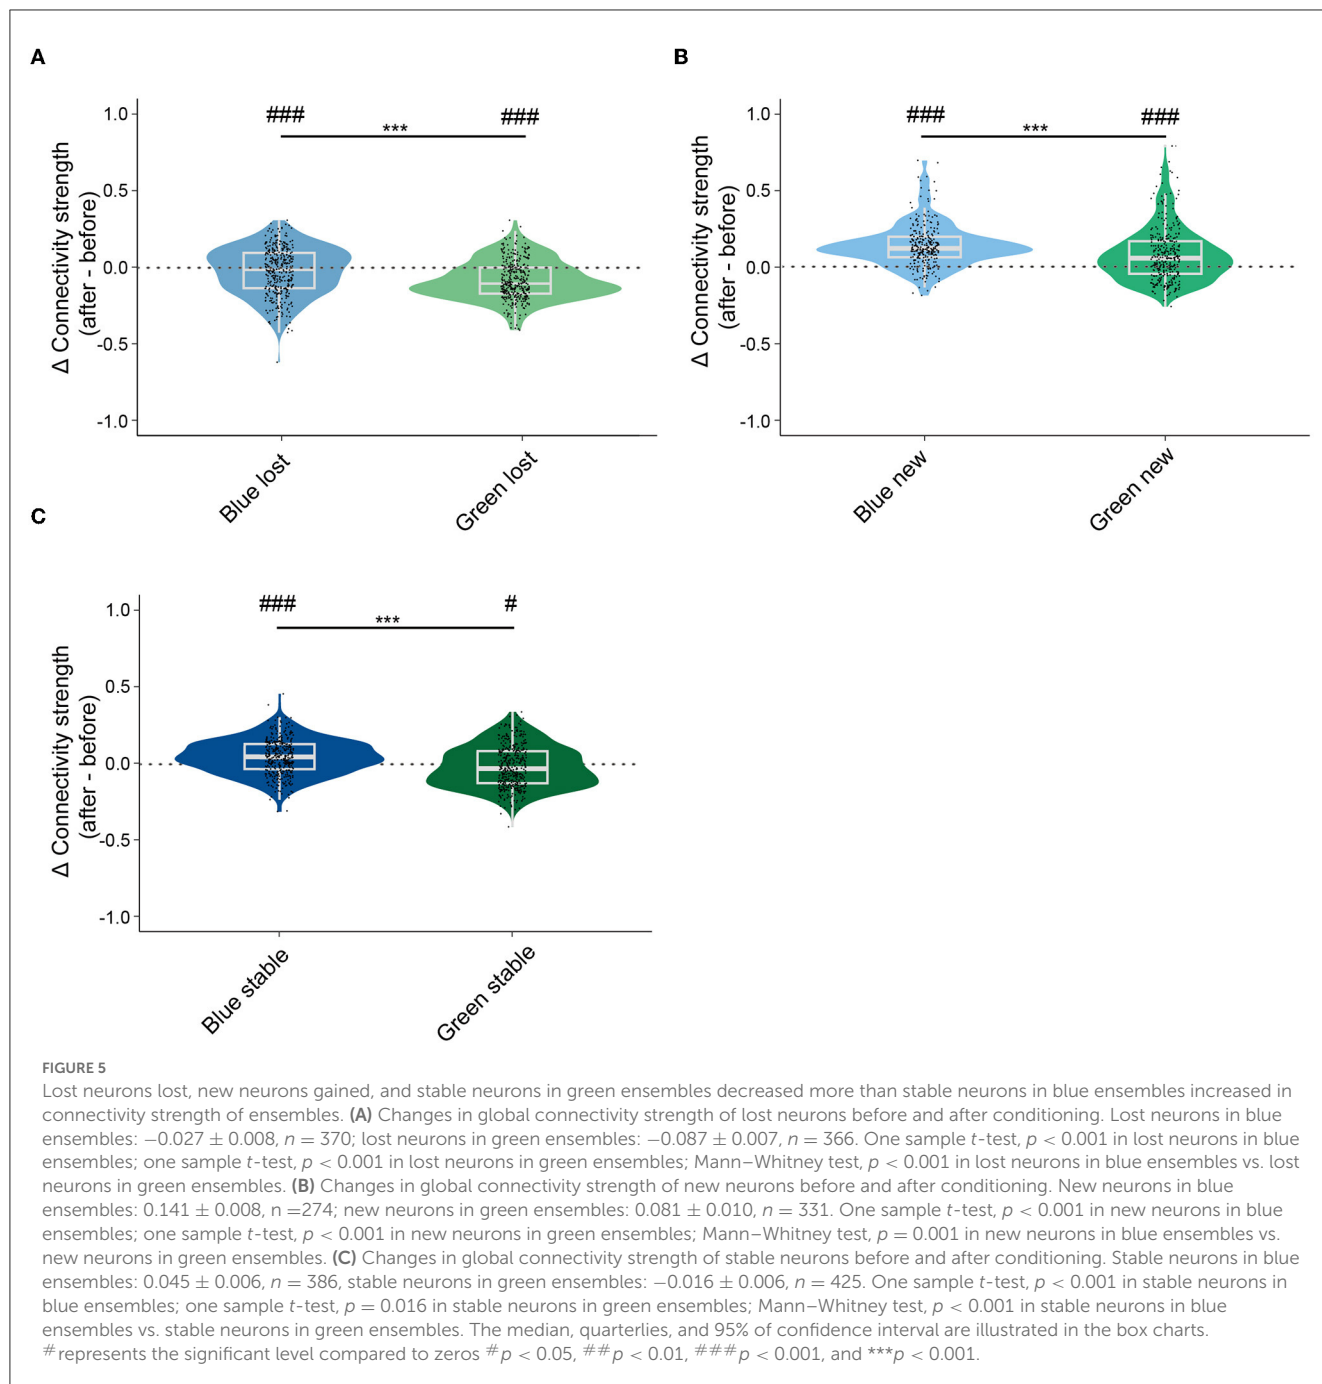 A
1.0
0.5
0.0
-0.5
-1.0
Δ Connectivity strength
(after - before)
###
***
###
Blue lost
Green lost
B
1.0
0.5
0.0
-0.5
-1.0
Δ Connectivity strength
(after - before)
###
***
###
Blue new
Green new
C
1.0
0.5
0.0
-0.5
-1.0
Δ Connectivity strength
(after - before)
###
***
#
Blue stable
Green stable
FIGURE 5
Lost neurons lost, new neurons gained, and stable neurons in green ensembles decreased more than stable neurons in blue ensembles increased in
connectivity strength of ensembles. (A) Changes in global connectivity strength of lost neurons before and after conditioning. Lost neurons in blue
ensembles: −0.027 ± 0.008, n = 370; lost neurons in green ensembles: −0.087 ± 0.007, n = 366. One sample t-test, p < 0.001 in lost neurons in blue
ensembles; one sample t-test, p < 0.001 in lost neurons in green ensembles; Mann–Whitney test, p < 0.001 in lost neurons in blue ensembles vs. lost
neurons in green ensembles. (B) Changes in global connectivity strength of new neurons before and after conditioning. New neurons in blue
ensembles: 0.141 ± 0.008, n =274; new neurons in green ensembles: 0.081 ± 0.010, n = 331. One sample t-test, p < 0.001 in new neurons in blue
ensembles; one sample t-test, p < 0.001 in new neurons in green ensembles; Mann–Whitney test, p = 0.001 in new neurons in blue ensembles vs.
new neurons in green ensembles. (C) Changes in global connectivity strength of stable neurons before and after conditioning. Stable neurons in blue
ensembles: 0.045 ± 0.006, n = 386, stable neurons in green ensembles: −0.016 ± 0.006, n = 425. One sample t-test, p < 0.001 in stable neurons in
blue ensembles; one sample t-test, p = 0.016 in stable neurons in green ensembles; Mann–Whitney test, p < 0.001 in stable neurons in blue
ensembles vs. stable neurons in green ensembles. The median, quarterlies, and 95% of confidence interval are illustrated in the box charts.
#represents the significant level compared to zeros #p < 0.05, ##p < 0.01, ###p < 0.001, and ***p < 0.001.